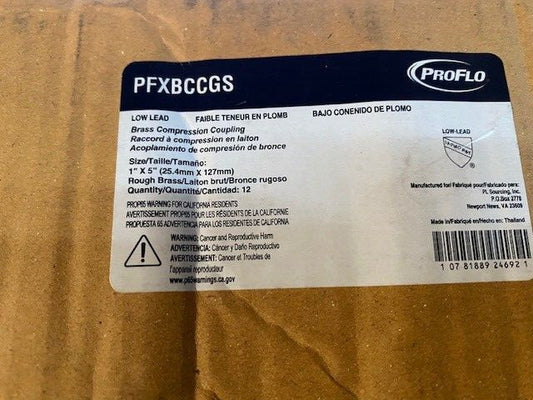 PFXBCCGS
PROFLO
LOW LEAD FAIBLE TENEUR EN PLOMB BAJO CONENIDO DE PLOMO
Brass Compression Coupling
Raccord à compression en laiton
Acoplamiento de compresión de bronce
LOW-LEAD
Size/Taille/Tamaño:
1" X 5" (25.4mm X 127mm)
Rough Brass/Laiton brut/Bronce rugoso
Quantity/Quantité/Cantidad: 12
Manufactured for/ Fabriqué pour/Fabricado para:
PL Sourcing, Inc.
P.O.Box 2778
Newport News, VA 23609
PROP65 WARNING FOR CALIFORNIA RESIDENTS
AVERTISSEMENT PROP65 POUR LES RÉSIDENTS DE LA CALIFORNIE
PROPUESTA 65 ADVERTENCIA PARA LOS RESIDENTES DE CALIFORNIA
Made in/Fabriqué en/Hecho en: Thailand
WARNING: Cancer and Reproductive Harm
ADVERTENCIA: Cáncer y Daño Reproductivo
AVERTISSEMENT: Cancer et Troubles de
l'appareil reproducteur
www.p65warnings.ca.gov
1 07 81889 24692 1